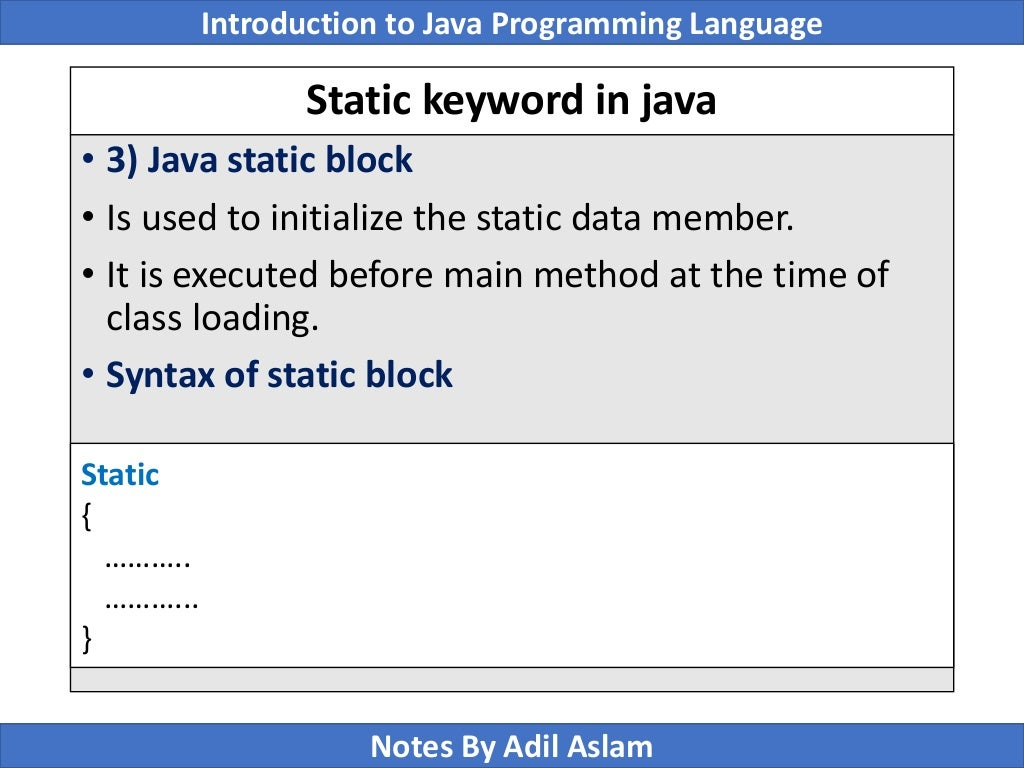 Introduction to Java Programming Language
Static keyword in java
• 3) Java static block
• Is used to initialize the static data member.
• It is executed before main method at the time of
class loading.
• Syntax of static block
Static
{
………..
………...
}
Notes By Adil Aslam